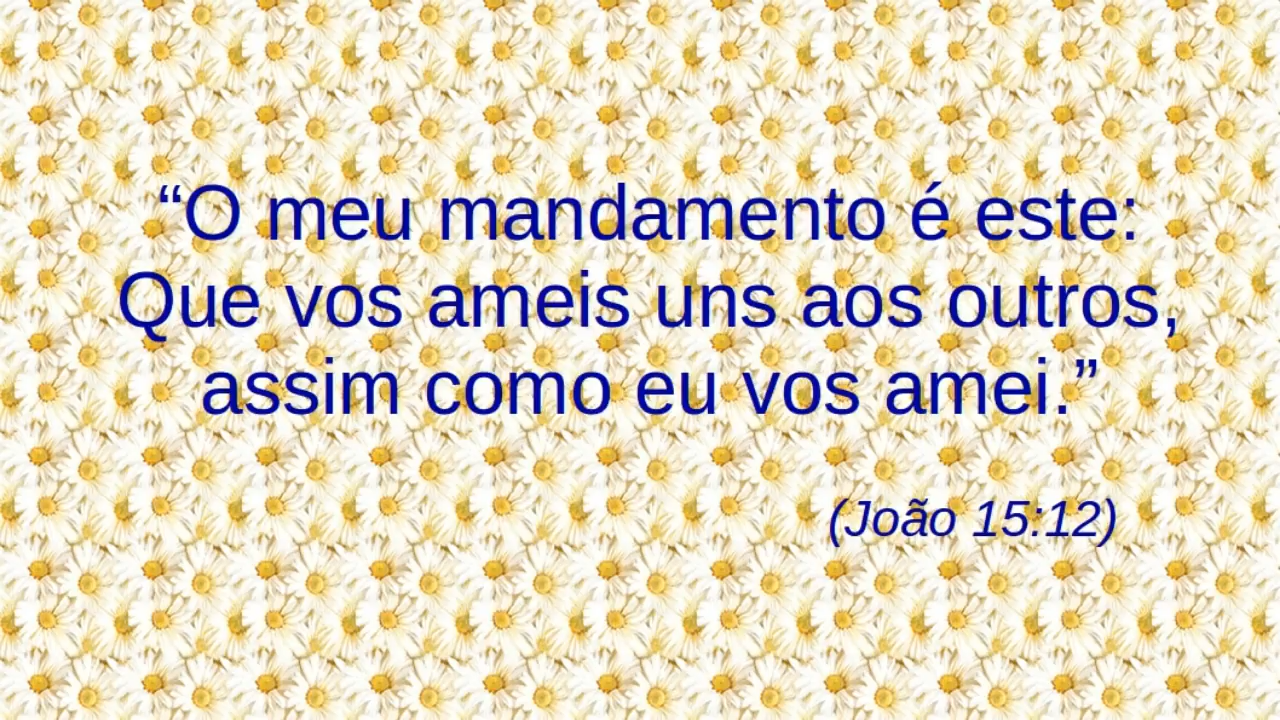 “O meu mandamento é este:
Que vos ameis uns aos outros,
assim como eu vos amei.”
(João 15:12)